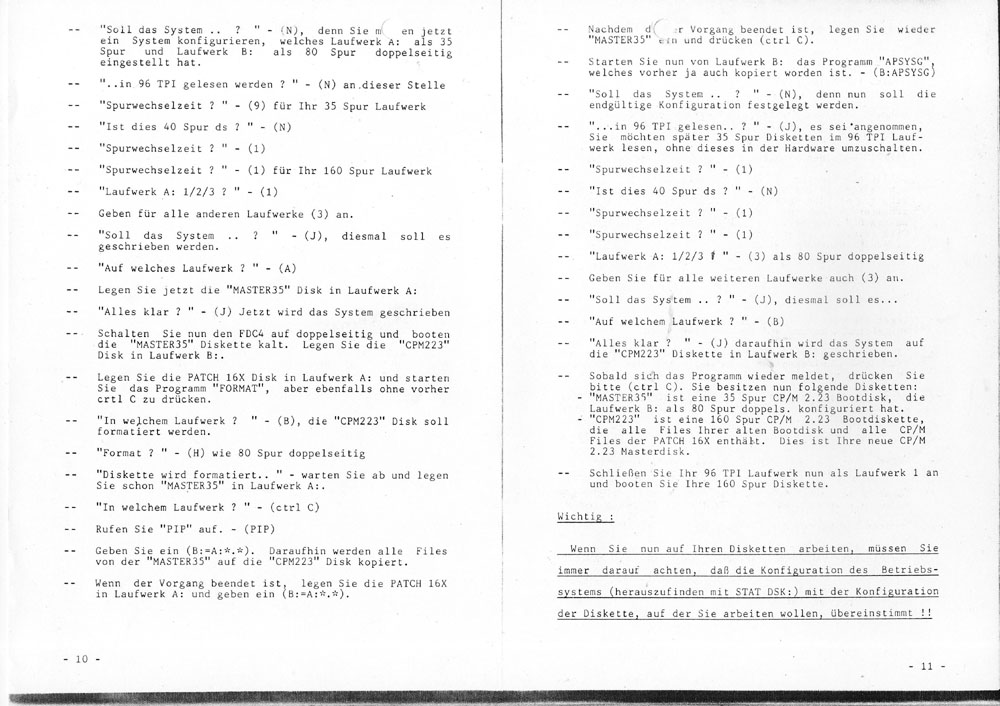 -- "Soll das System .. ? " - (N), denn Sie en jetzt
ein System konfigurieren, welches Laufwerk A: als 35
Spur und Laufwerk B: als 80 Spur doppelseitig
eingestellt hat.
-- "..in 96 TPI gelesen werden ? " - (N) an dieser Stelle
-- "Spurwechselzeit ? " - (9) für Ihr 35 Spur Laufwerk
-- "Ist dies 40 Spur ds ? " - (N)
-- "Spurwechselzeit ? " - (1)
-- "Spurwechselzeit ? " - (1) für Ihr 160 Spur Laufwerk
-- "Laufwerk A: 1/2/3 ? " - (1)
-- Geben für alle anderen Laufwerke (3) an.
-- "Soll das System .. ? " - (J), diesmal soll es
geschrieben werden.
-- "Auf welches Laufwerk ? " - (A)
-- Legen Sie jetzt die "MASTER35" Disk in Laufwerk A:
-- "Alles klar ? " - (J) Jetzt wird das System geschrieben
-- Schalten Sie nun den FDC4 auf doppelseitig und booten
die "MASTER35" Diskette kalt. Legen Sie die "CPM223"
Disk in Laufwerk B:.
-- Legen Sie die PATCH 16X Disk in Laufwerk A: und starten
Sie das Programm "FORMAT", aber ebenfalls ohne vorher
crtl C zu drücken.
-- "In welchem Laufwerk ? " - (B), die "CPM223" Disk soll
formatiert werden.
-- "Format ? " - (H) wie 80 Spur doppelseitig
-- "Diskette wird formatiert.. " - warten Sie ab und legen
Sie schon "MASTER35" in Laufwerk A:.
-- "In welchem Laufwerk ? " - (ctrl C)
-- Rufen Sie "PIP" auf. - (PIP)
-- Geben Sie ein (B:=A:*.*). Daraufhin werden alle Files
von der "MASTER35" auf die "CPM223" Disk kopiert.
-- Wenn der Vorgang beendet ist, legen Sie die PATCH 16X
in Laufwerk A: und geben ein (B:=A:*.*).
- 10 -
-- Nachdem d r Vorgang beendet ist, legen Sie wieder
"MASTER35" ein und drücken (ctrl C).
-- Starten Sie nun von Laufwerk B: das Programm "APSYSG",
welches vorher ja auch kopiert worden ist. - (B:APSYSG)
-- "Soll das System .. ? " - (N), denn nun soll die
endgültige Konfiguration festgelegt werden.
-- "...in 96 TPI gelesen.. ? " - (J), es sei angenommen,
Sie möchten später 35 Spur Disketten im 96 TPI Lauf-
werk lesen, ohne dieses in der Hardware umzuschalten.
-- "Spurwechselzeit ? " - (1)
-- "Ist dies 40 Spur ds ? " - (N)
-- "Spurwechselzeit ? " - (1)
-- "Spurwechselzeit ? " - (1)
-- "Laufwerk A: 1/2/3 ? " - (3) als 80 Spur doppelseitig
-- Geben Sie für alle weiteren Laufwerke auch (3) an.
-- "Soll das System .. ? " - (J), diesmal soll es...
-- "Auf welchem Laufwerk ? " - (B)
-- "Alles klar ? " - (J) daraufhin wird das System auf
die "CPM223" Diskette in Laufwerk B: geschrieben.
-- Sobald sich das Programm wieder meldet, drücken Sie
bitte (ctrl C). Sie besitzen nun folgende Disketten:
- "MASTER35" ist eine 35 Spur CP/M 2.23 Bootdisk, die
Laufwerk B: als 80 Spur doppels. konfiguriert hat.
- "CPM223" ist eine 160 Spur CP/M 2.23 Bootdiskette,
die alle Files Ihrer alten Bootdisk und alle CP/M
Files der PATCH 16X enthält. Dies ist Ihre neue CP/M
2.23 Masterdisk.
-- Schließen Sie Ihr 96 TPI Laufwerk nun als Laufwerk 1 an
und booten Sie Ihre 160 Spur Diskette.
Wichtig :
Wenn Sie nun auf Ihren Disketten arbeiten, müssen Sie
immer darauf achten, daß die Konfiguration des Betriebs-
systems (herauszufinden mit STAT DSK:) mit der Konfiguration
der Diskette, auf der Sie arbeiten wollen, übereinstimmt !!
- 11 -